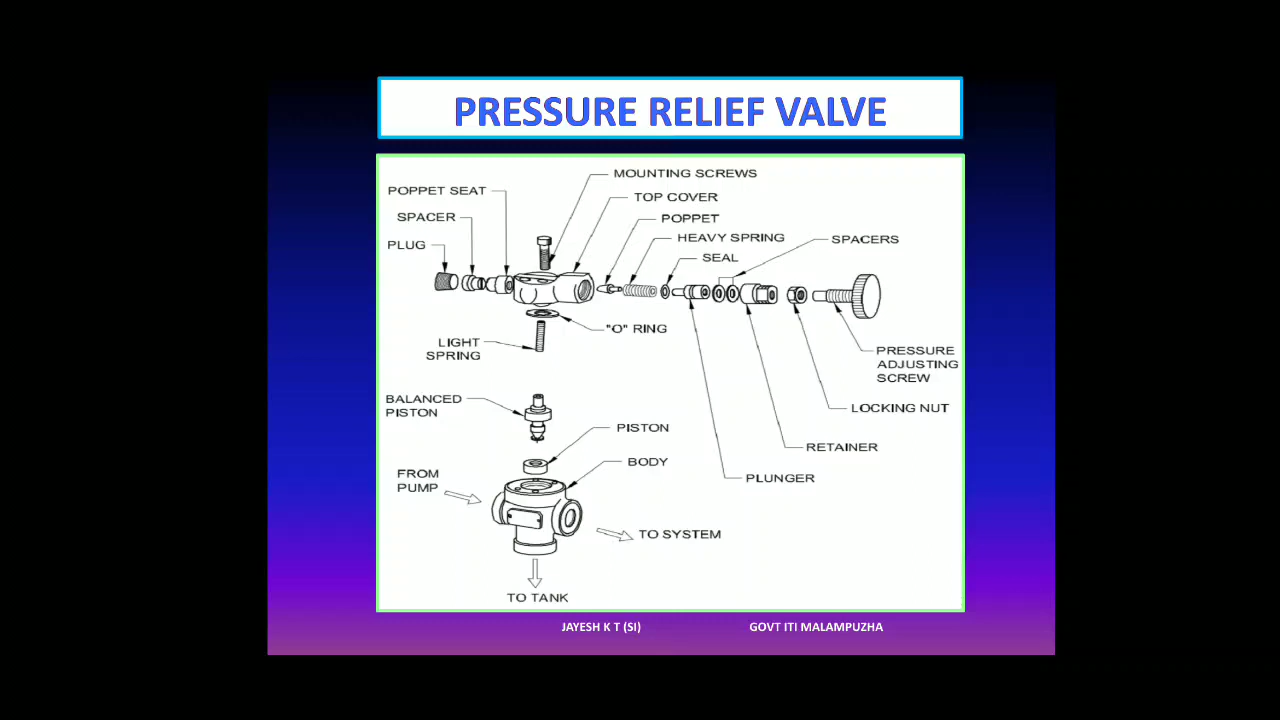 PRESSURE RELIEF VALVE
MOUNTING SCREWS
POPPET SEAT
TOP COVER
SPACER
POPPET
HEAVY SPRING
SPACERS
PLUG
SEAL
"O" RING
LIGHT
SPRING
PRESSURE
ADJUSTING
SCREW
BALANCED
PISTON
LOCKING NUT
PISTON
RETAINER
BODY
FROM
PUMP
PLUNGER
TO SYSTEM
TO TANK
JAYESH K T (SI)
GOVT ITI MALAMPUZHA